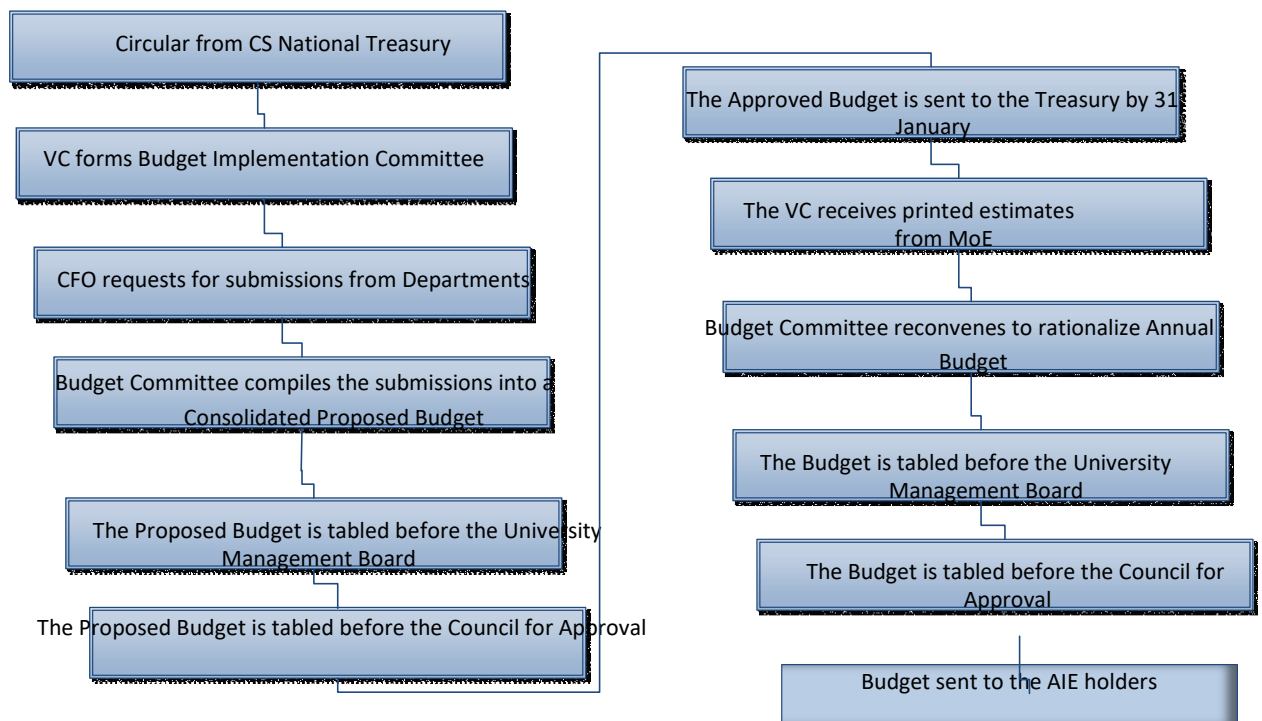 Circular from CS National Treasury
VC forms Budget Implementation Committee
CFO requests for submissions from Departments
Budget Committee compiles the submissions into a
Consolidated Proposed Budget
The Proposed Budget is tabled before the University
Management Board
The Proposed Budget is tabled before the Council for Approval
The Approved Budget is sent to the Treasury by 31
January
The VC receives printed estimates
from MoE
Budget Committee reconvenes to rationalize Annual
Budget
The Budget is tabled before the University
Management Board
The Budget is tabled before the Council for
Approval
Budget sent to the AIE holders